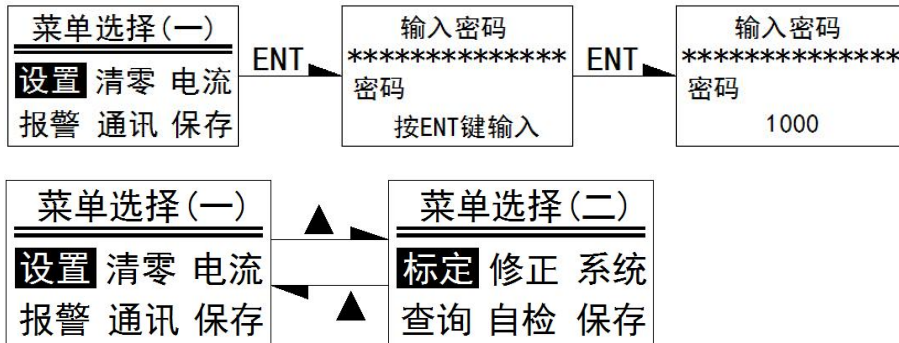 菜单选择(一)
设置 清零 电流
报警 通讯 保存
ENT
输入密码
**************
密码
按ENT键输入
ENT
输入密码
**************
密码
1000
菜单选择(一)
设置 清零 电流
报警 通讯 保存
菜单选择(二)
标定 修正 系统
查询 自检 保存